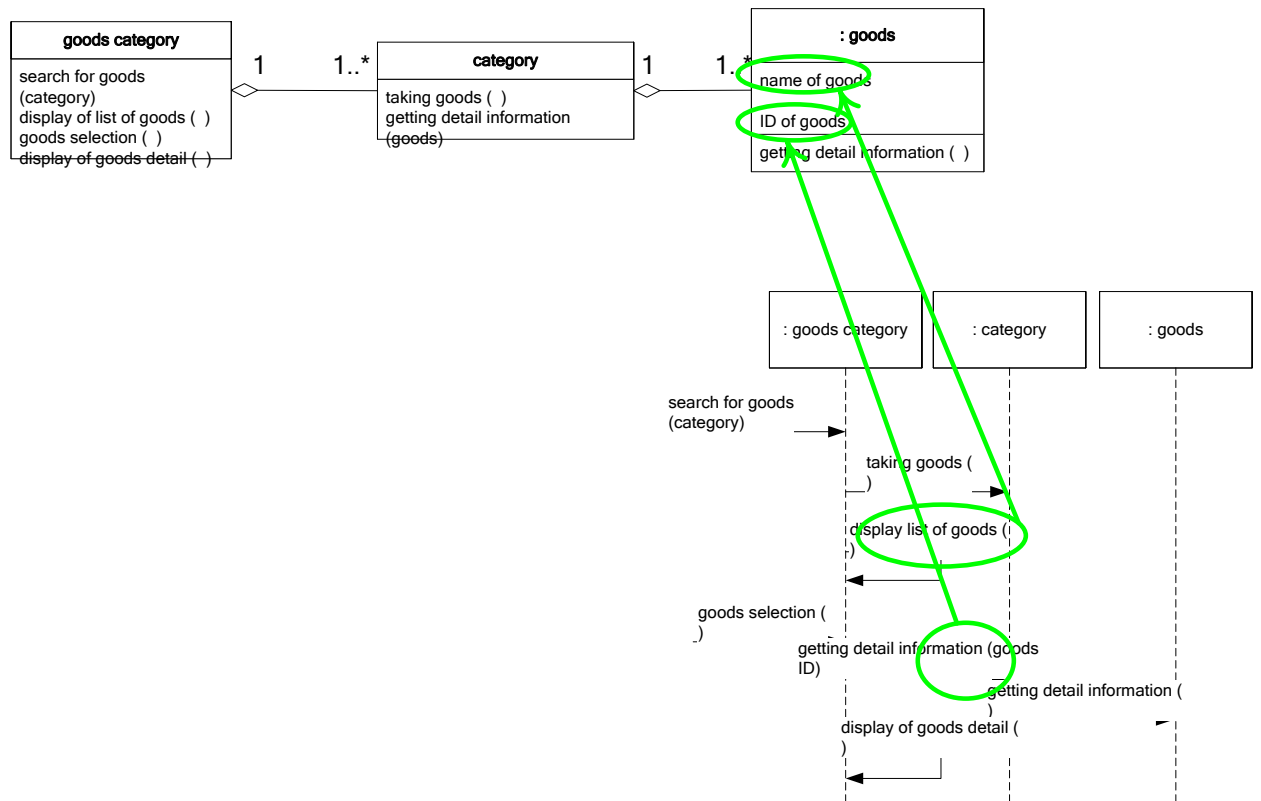 goods category
search for goods
(category)
display of list of goods ( )
goods selection ( )
display of goods detail ( )
1
1..*
category
taking goods ( )
getting detail information
(goods)
1
1..*
: goods
name of goods
ID of goods
getting detail information ( )
: goods category
: category
: goods
search for goods
(category)
taking goods (
)
display list of goods (
)
goods selection (
)
getting detail information (goods
ID)
getting detail information (
)
display of goods detail (
)